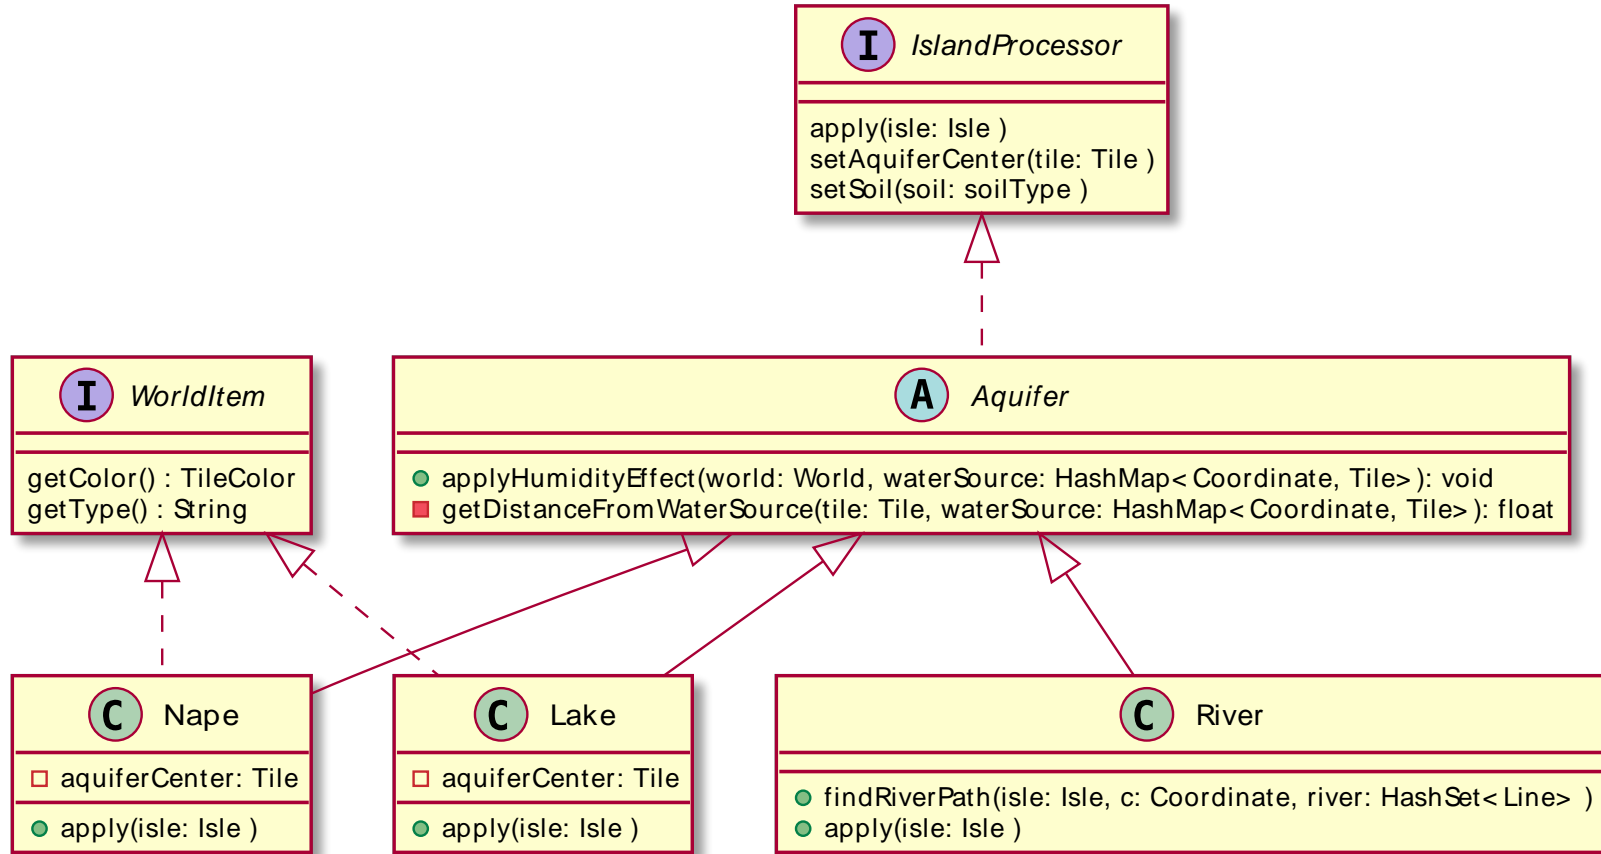 I IslandProcessor
apply(isle: Isle )
setAquiferCenter(tile: Tile )
setSoil(soil: soilType )
I WorldItem
getColor() : TileColor
getType() : String
A Aquifer
applyHumidityEffect(world: World, waterSource: HashMap<Coordinate, Tile>): void
getDistanceFromWaterSource(tile: Tile, waterSource: HashMap<Coordinate, Tile>): float
C Nape
aquiferCenter: Tile
apply(isle: Isle )
C Lake
aquiferCenter: Tile
apply(isle: Isle )
C River
findRiverPath(isle: Isle, c: Coordinate, river: HashSet<Line> )
apply(isle: Isle )